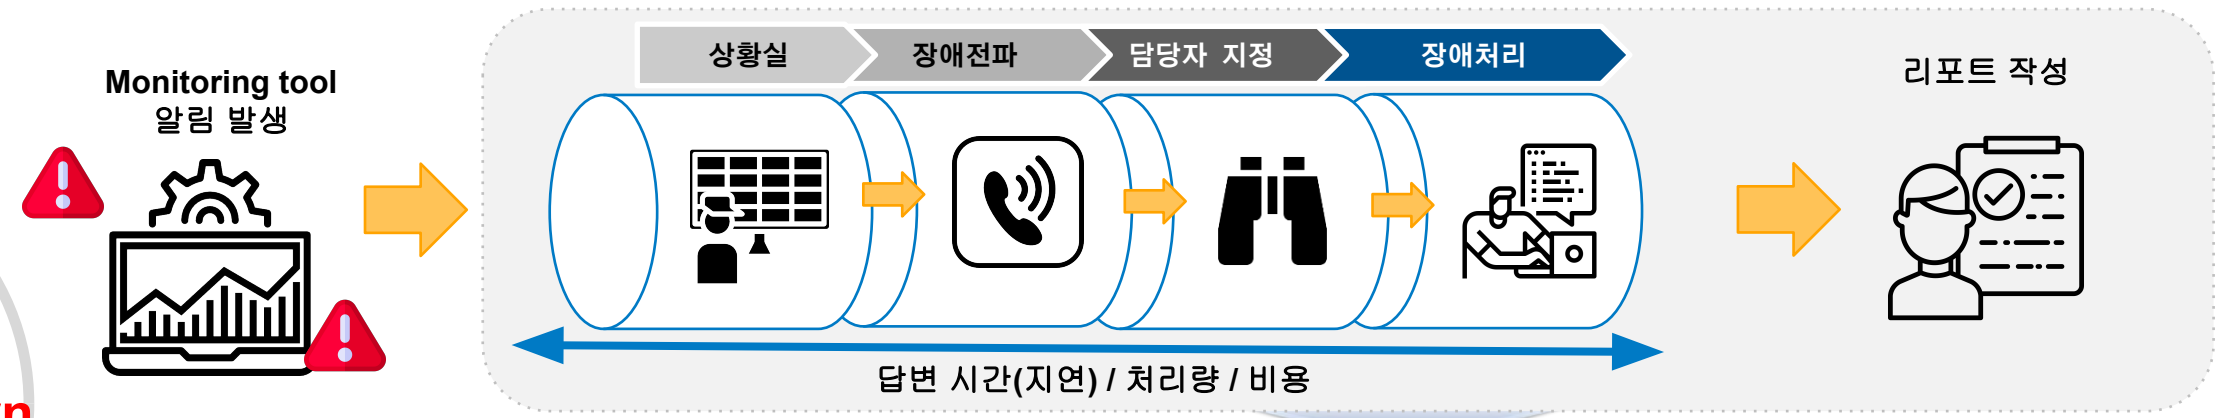 Monitoring tool
알림 발생
상황실
장애전파
담당자 지정
장애처리
답변 시간(지연) / 처리량 / 비용
리포트 작성